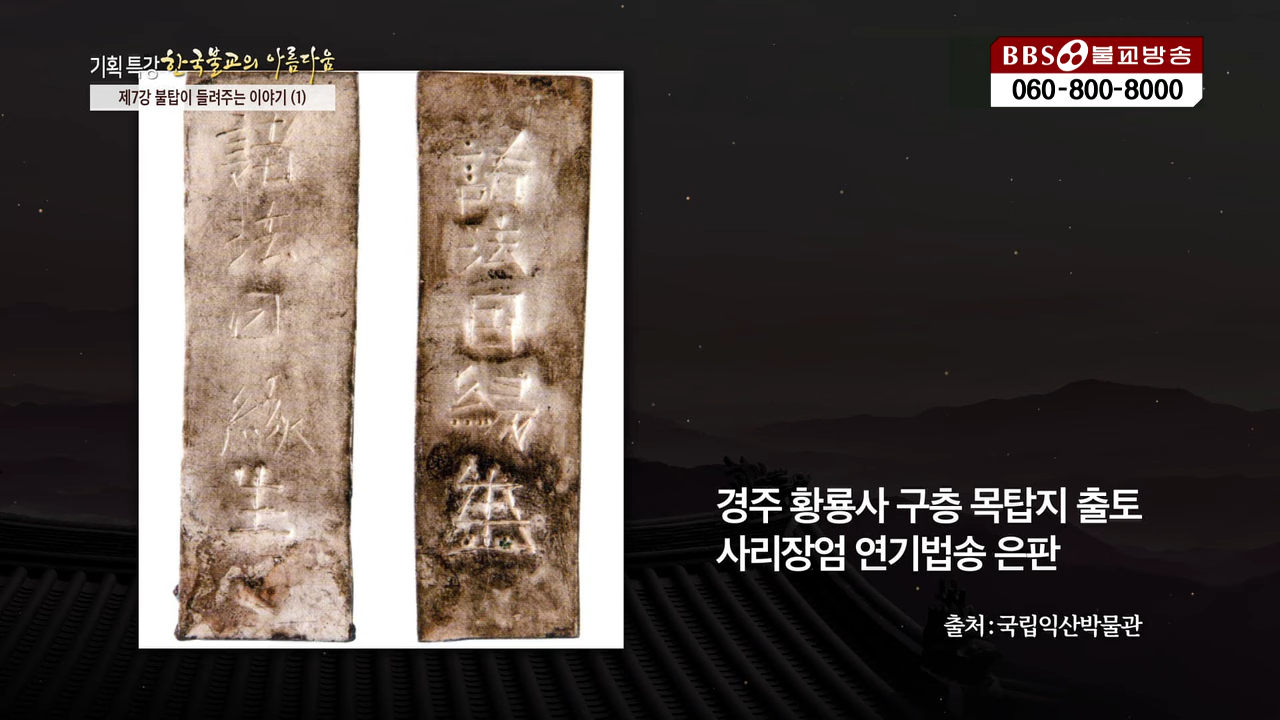 기획 특강 한국불교의 아름다움
제7강 불탑이 들려주는 이야기 (1)
BBS 불교방송
060-800-8000
諸法因緣生
法因緣
경주 황룡사 구층 목탑지 출토
사리장엄 연기법송 은판
출처:국립익산박물관